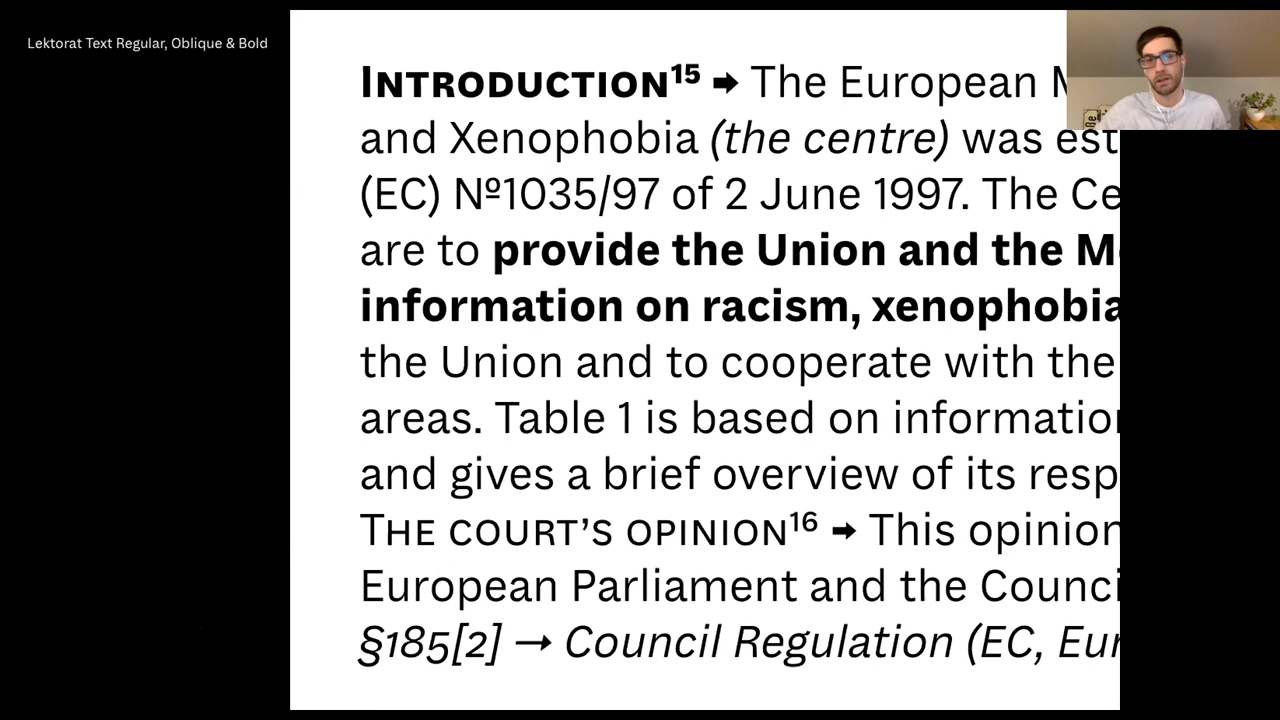 Lektorat Text Regular, Oblique & Bold
INTRODUCTION¹⁵ ➡ The European
and Xenophobia (the centre) was est
(EC) №1035/97 of 2 June 1997. The Ce
are to provide the Union and the M
information on racism, xenophobia
the Union and to cooperate with the
areas. Table 1 is based on information
and gives a brief overview of its resp
THE COURT’S OPINION¹⁶ ➡ This opinion
European Parliament and the Counci
§185[2] → Council Regulation (EC, Eur